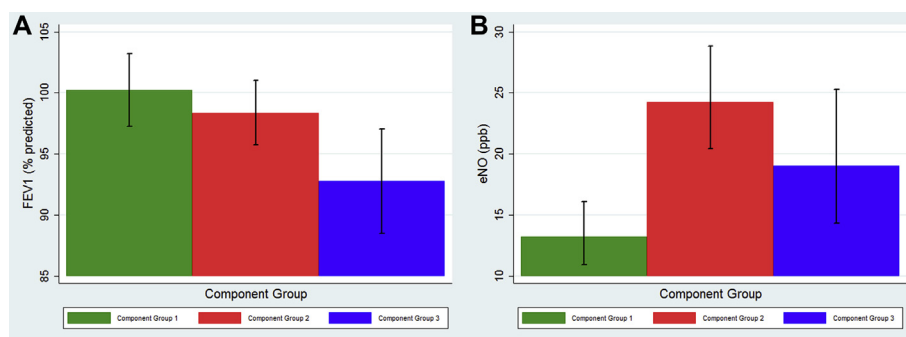 A
FEV1 (% predicted)
105
100
95
90
85
Component Group
Component Group 1 Component Group 2 Component Group 3
B
eNO (ppb)
30
25
20
15
10
Component Group
Component Group 1 Component Group 2 Component Group 3